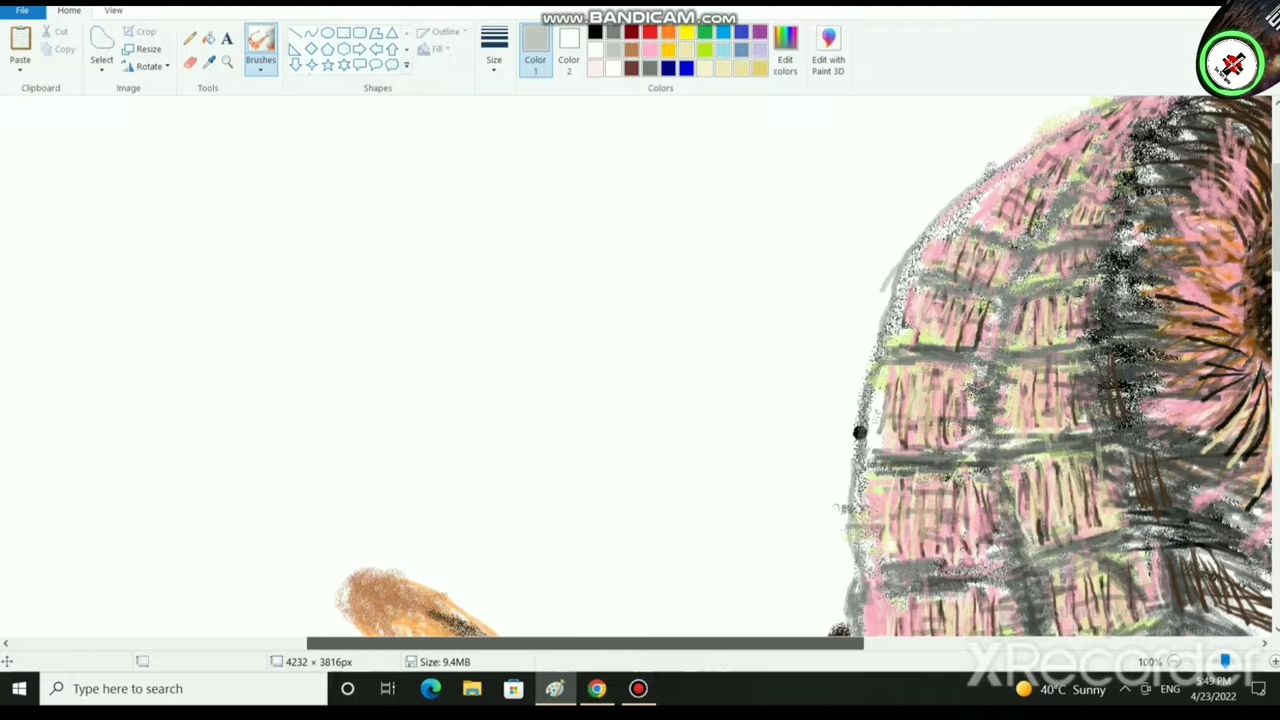 www.BANDICAM.com
File Home View
Paste
Cut
Copy
Clipboard
Select
Crop
Resize
Rotate
Image
Tools
Brushes
Outline
Fill
Shapes
Size
Color 1
Color 2
Edit colors
Edit with Paint 3D
Colors
4232 × 3816px
Size: 9.4MB
100%
XRecorder
Type here to search
40°C Sunny
ENG
5:49 PM
4/23/2022